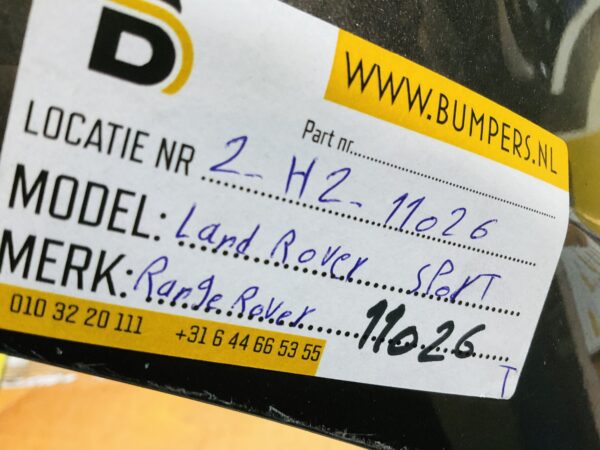 B
WWW.BUMPERS.NL
Part nr.
LOCATIE NR 2-H2-11026
MODEL: Land Rover sport
MERK: Range Rover 11026
010 32 20 111 +31 6 44 66 53 55
T